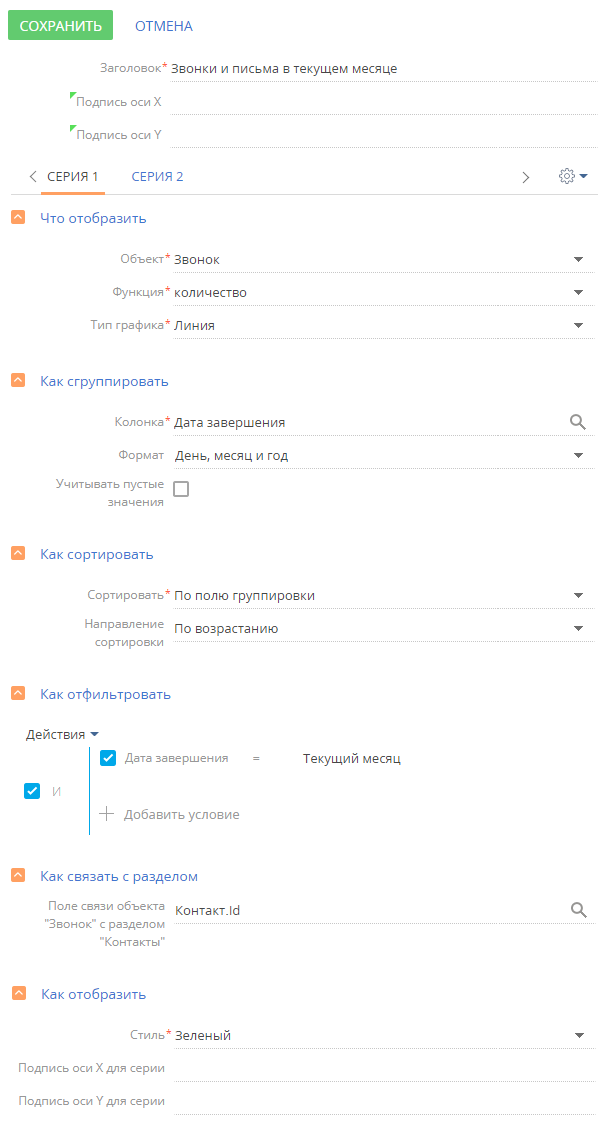 СОХРАНИТЬ ОТМЕНА
Заголовок* Звонки и письма в текущем месяце
Подпись оси X
Подпись оси Y
СЕРИЯ 1 СЕРИЯ 2
Что отобразить
Объект* Звонок
Функция* количество
Тип графика* Линия
Как сгруппировать
Колонка* Дата завершения
Формат День, месяц и год
Учитывать пустые
значения
Как сортировать
Сортировать* По полю группировки
Направление
сортировки
По возрастанию
Как отфильтровать
Действия
Дата завершения = Текущий месяц
И
Добавить условие
Как связать с разделом
Поле связи объекта
"Звонок" с разделом
"Контакты"
Контакт.Id
Как отобразить
Стиль* Зеленый
Подпись оси X для серии
Подпись оси Y для серии